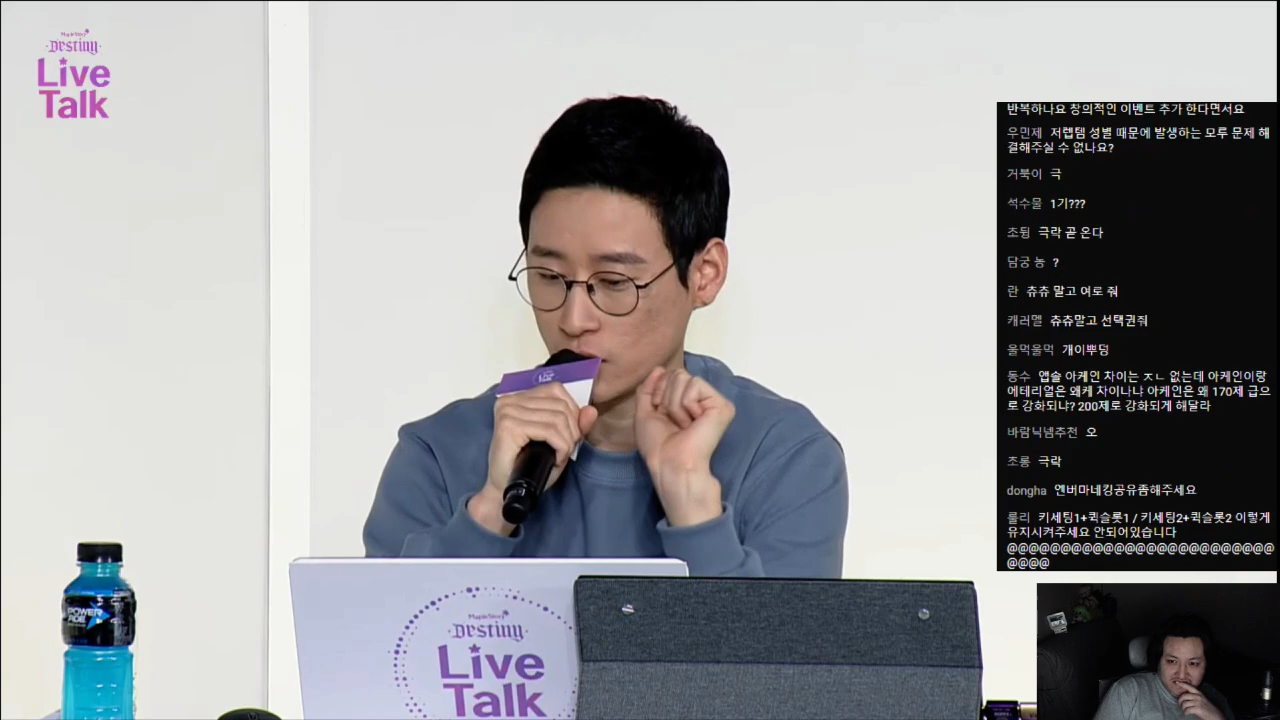 MapleStory
Destiny
Live
Talk
반복하나요 창의적인 이벤트 추가 한다면서요
우민제 저렙템 성별 때문에 발생하는 모루 문제 해
결해주실 수 없나요?
거북이 극
석수물 1기???
초됨 극락 곧 온다
담궁 농 ?
란 츄츄 말고 여로 줘
캐러멜 츄츄말고 선택권줘
울먹울먹 개이뿌덩
동수 앱솔 아케인 차이는 ㅈㄴ 없는데 아케인이랑
에테리얼은 왜케 차이나냐 아케인은 왜 170제 급으
로 강화되냐? 200제로 강화되게 해달라
바람닉넴추천 오
초롱 극락
dongha 엔버마네킹공유좀해주세요
룰리 키세팅1+퀵슬롯1 / 키세팅2+퀵슬롯2 이렇게
유지시켜주세요 안되어있습니다
@@@@@@@@@@@@@@@@@@@@@@@@@
@@@@
POWER
ADE
MapleStory
Destiny
Live
Talk